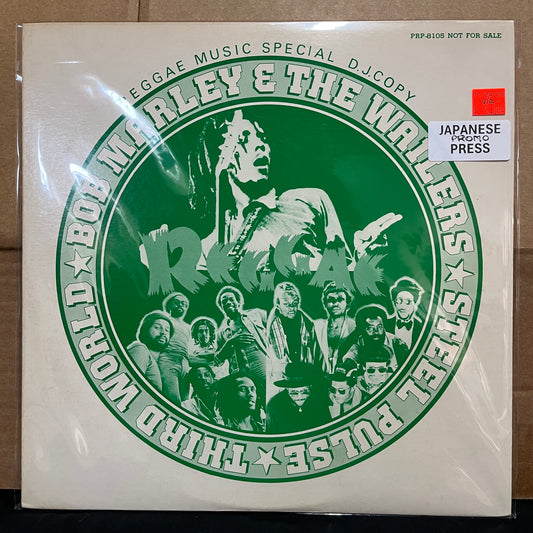 PRP-8105 NOT FOR SALE
REGGAE MUSIC SPECIAL D.J.COPY
JAPANESE
PROMO
PRESS
BOB MARLEY & THE WAILERS
REGGAE
THIRD WORLD ★ STEEL PULSE